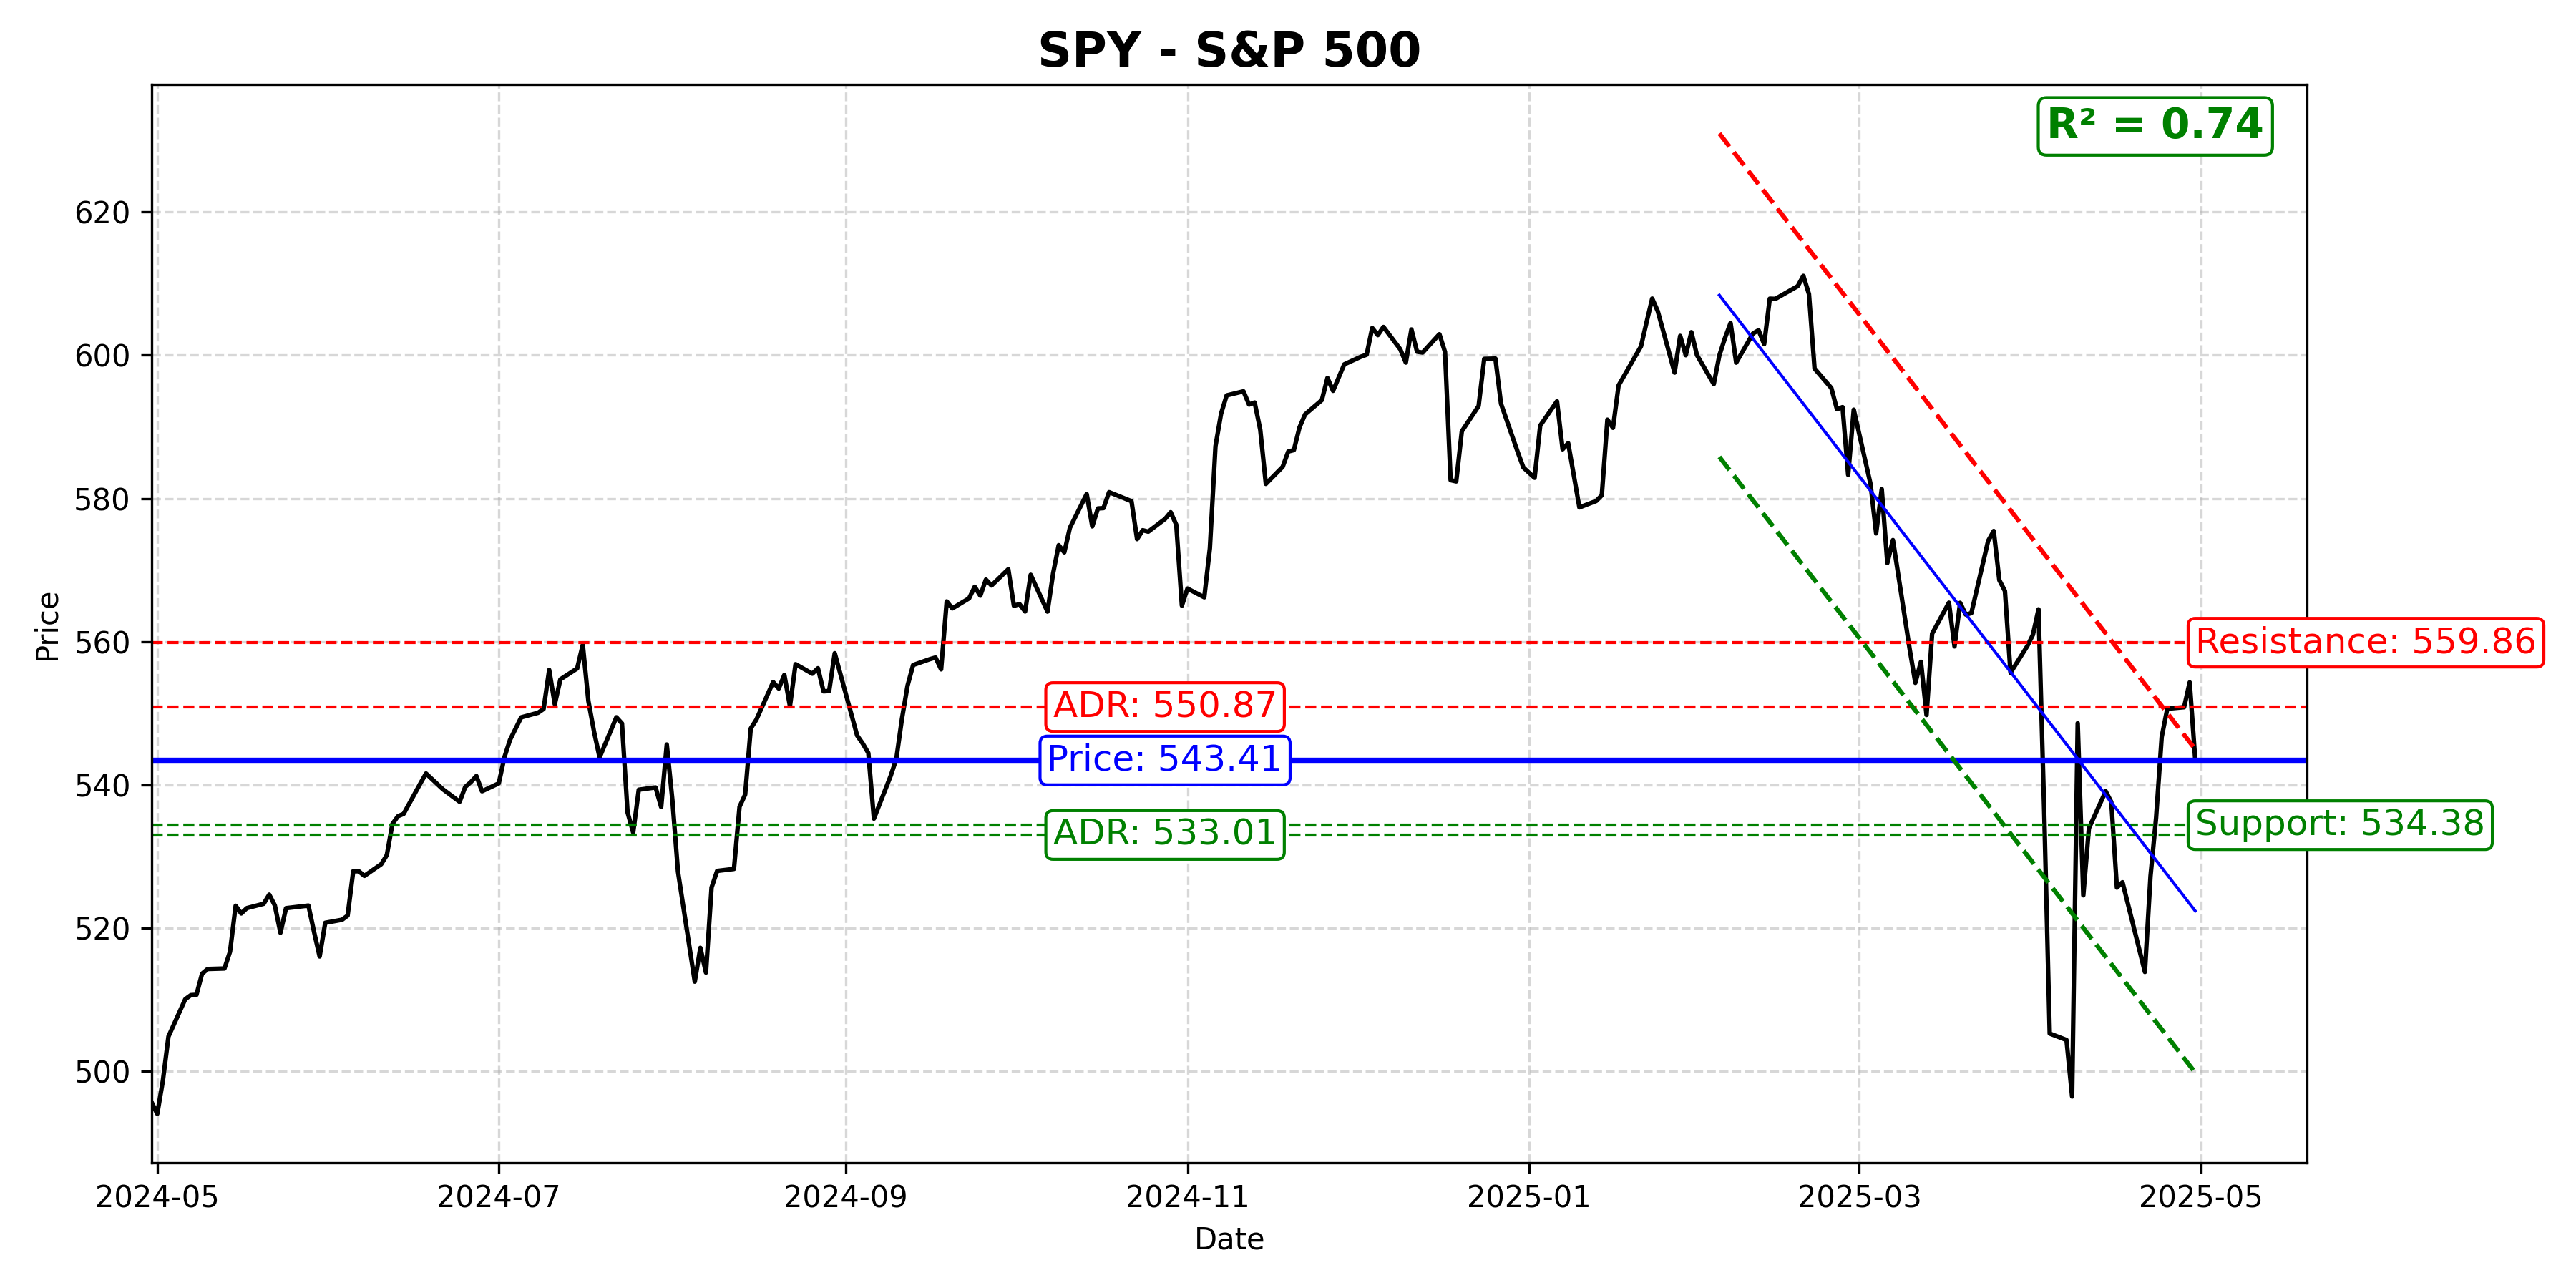 SPY - S&P 500
R² = 0.74
Price
620
600
580
560
540
520
500
Resistance: 559.86
ADR: 550.87
Price: 543.41
Support: 534.38
ADR: 533.01
2024-05
2024-07
2024-09
2024-11
2025-01
2025-03
2025-05
Date